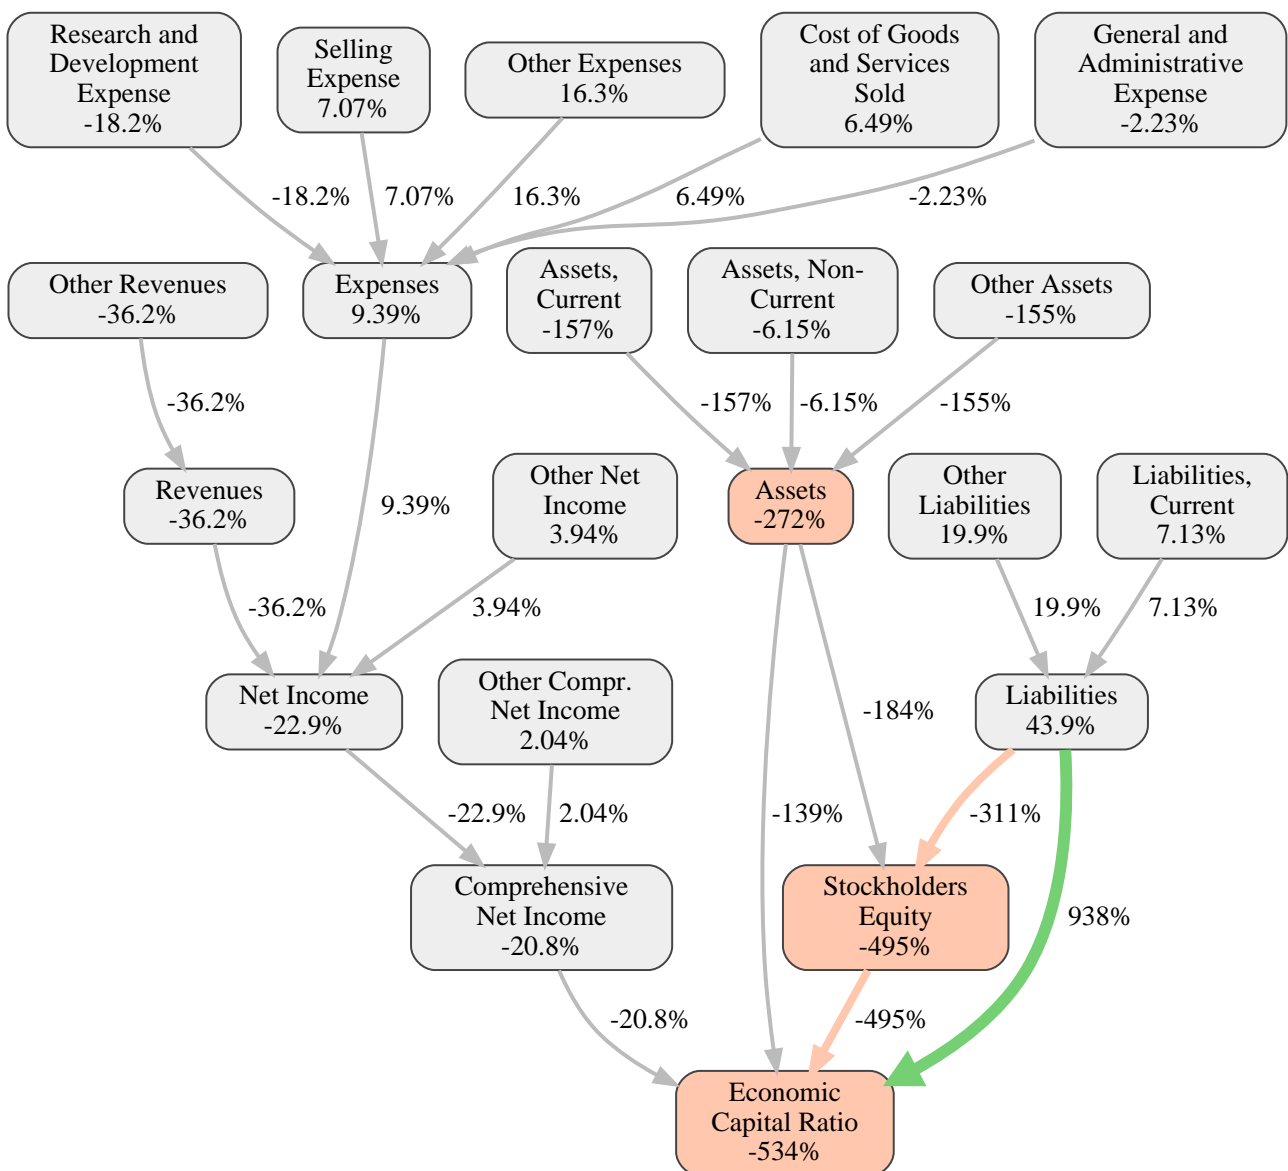 Research and
Development
Expense
-18.2%
Selling
Expense
7.07%
Other Expenses
16.3%
Cost of Goods
and Services
Sold
6.49%
General and
Administrative
Expense
-2.23%
-18.2%
7.07%
16.3%
6.49%
-2.23%
Other Revenues
-36.2%
Expenses
9.39%
Assets,
Current
-157%
Assets, Non-
Current
-6.15%
Other Assets
-155%
-36.2%
-157%
-6.15%
-155%
Revenues
-36.2%
9.39%
Other Net
Income
3.94%
Assets
-272%
Other
Liabilities
19.9%
Liabilities,
Current
7.13%
-36.2%
3.94%
19.9%
7.13%
Net Income
-22.9%
Other Compr.
Net Income
2.04%
-184%
Liabilities
43.9%
-22.9%
2.04%
-139%
-311%
Comprehensive
Net Income
-20.8%
Stockholders
Equity
-495%
938%
-20.8%
-495%
Economic
Capital Ratio
-534%